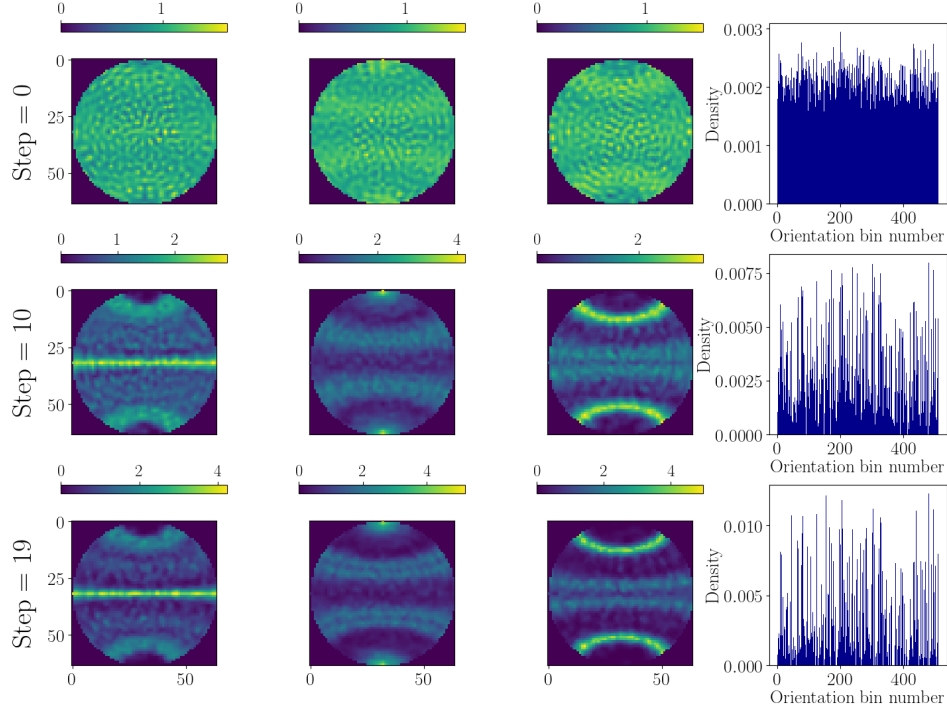 0 1
0 1
0 1
Step = 0
0
25
50
Density
0.003
0.002
0.001
0.000
0 200 400
Orientation bin number
0 1 2
0 2 4
0 1 2
Step = 10
0
25
50
Density
0.0075
0.0050
0.0025
0.0000
0 200 400
Orientation bin number
0 2 4
0 2 4
0 2 4
Step = 19
0
25
50
0 50
0 50
0 50
Density
0.010
0.005
0.000
0 200 400
Orientation bin number